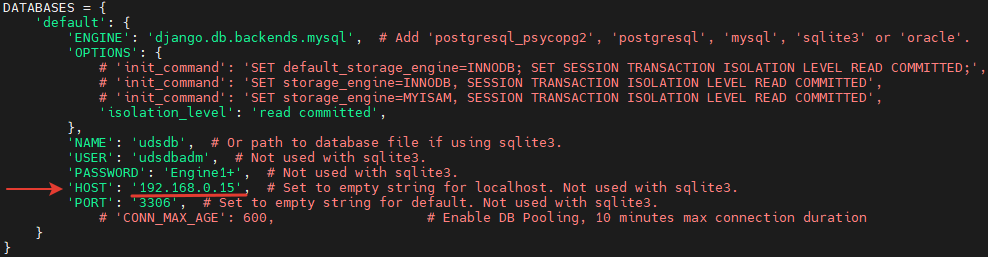 DATABASES = {
    'default': {
        'ENGINE': 'django.db.backends.mysql',  # Add 'postgresql_psycopg2', 'postgresql', 'mysql', 'sqlite3' or 'oracle'.
        'OPTIONS': {
            # 'init_command': 'SET default_storage_engine=INNODB; SET SESSION TRANSACTION ISOLATION LEVEL READ COMMITTED;',
            # 'init_command': 'SET storage_engine=INNODB, SESSION TRANSACTION ISOLATION LEVEL READ COMMITTED',
            # 'init_command': 'SET storage_engine=MYISAM, SESSION TRANSACTION ISOLATION LEVEL READ COMMITTED',
            'isolation_level': 'read committed',
        },
        'NAME': 'udsdb',  # Or path to database file if using sqlite3.
        'USER': 'udsdbadm',  # Not used with sqlite3.
        'PASSWORD': 'Engine1+',  # Not used with sqlite3.
        'HOST': '192.168.0.15',  # Set to empty string for localhost. Not used with sqlite3.
        'PORT': '3306',  # Set to empty string for default. Not used with sqlite3.
            # 'CONN_MAX_AGE': 600,                # Enable DB Pooling, 10 minutes max connection duration
    }
}